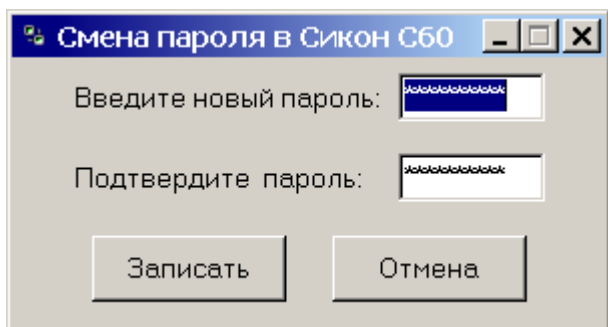 Смена пароля в Сикон С60
Введите новый пароль: ***********
Подтвердите пароль: ***********
Записать Отмена